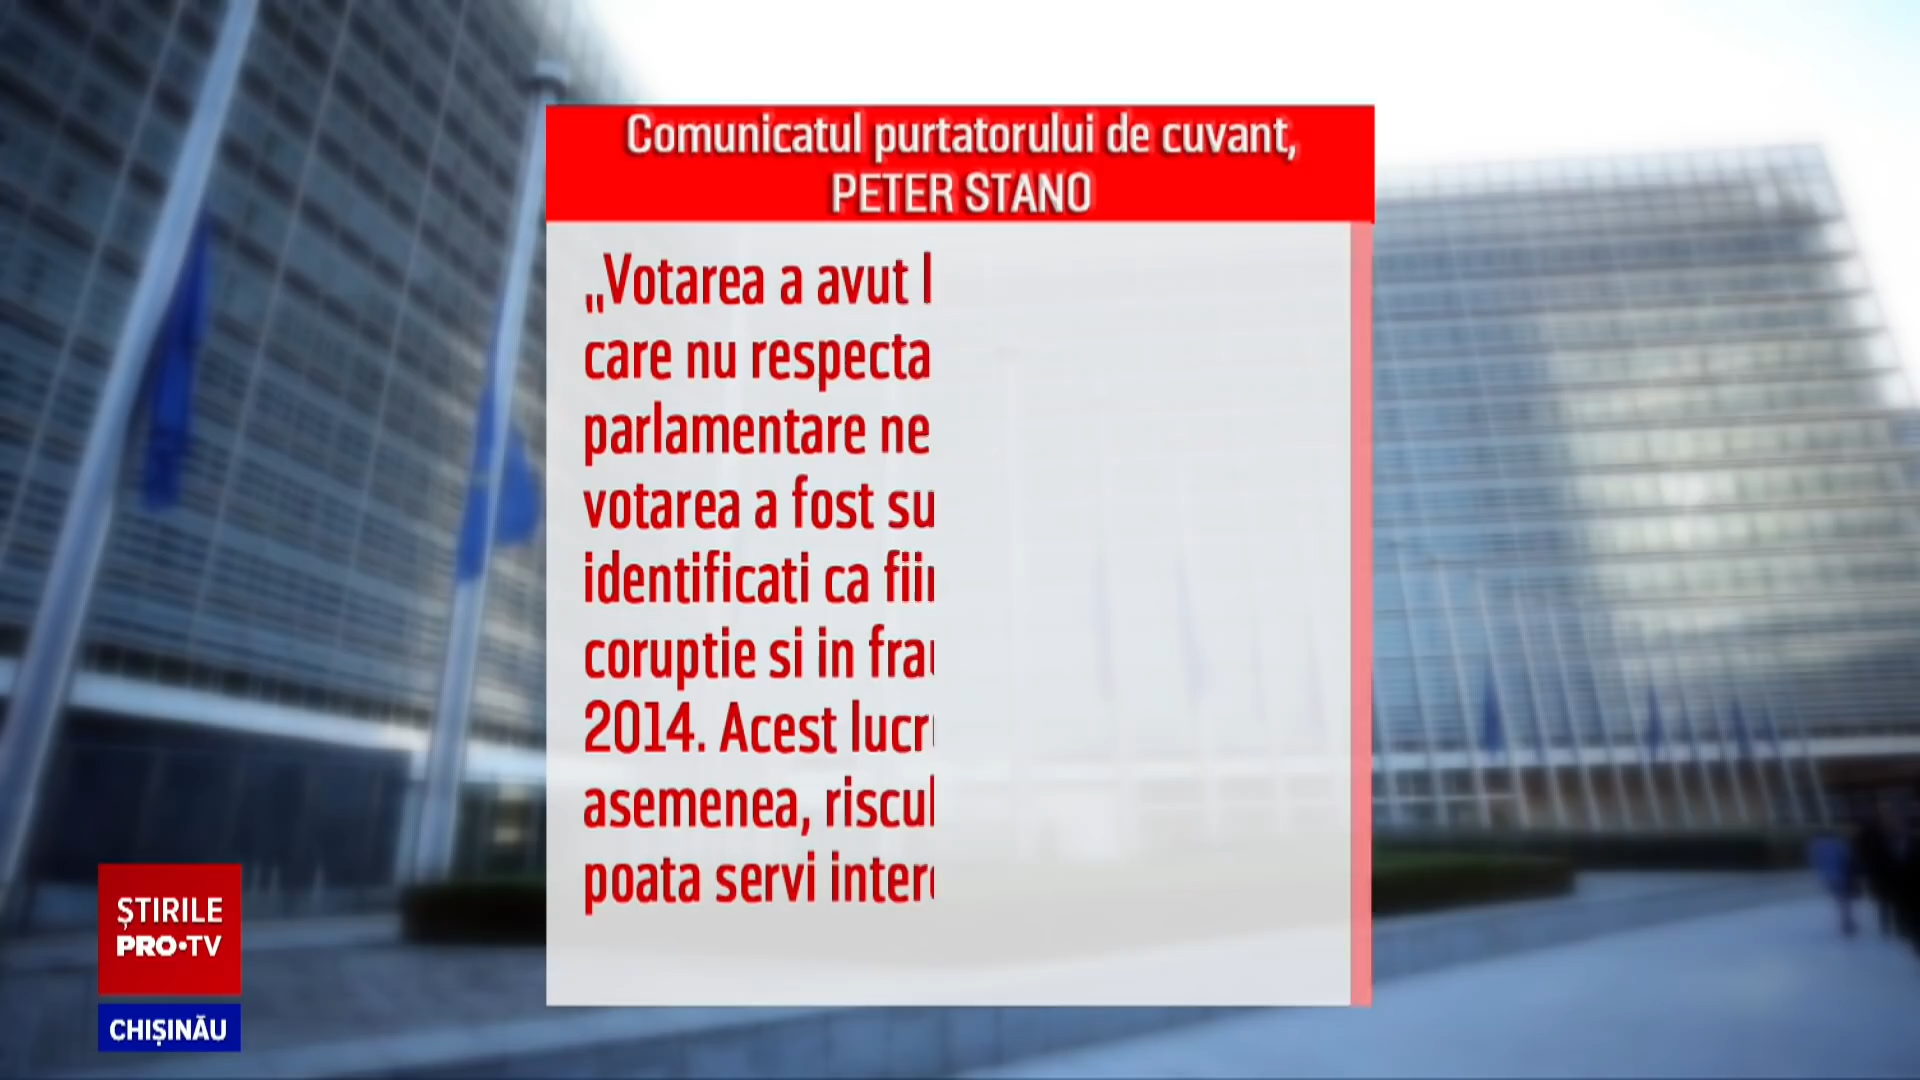 Comunicatul purtatorului de cuvant,
PETER STANO
„Votarea a avut l
care nu respecta
parlamentare ne
votarea a fost su
identificati ca fii
coruptie si in fra
2014. Acest lucr
asemenea, riscul
poata servi inter
ȘTIRILE
PRO•TV
CHIȘINĂU